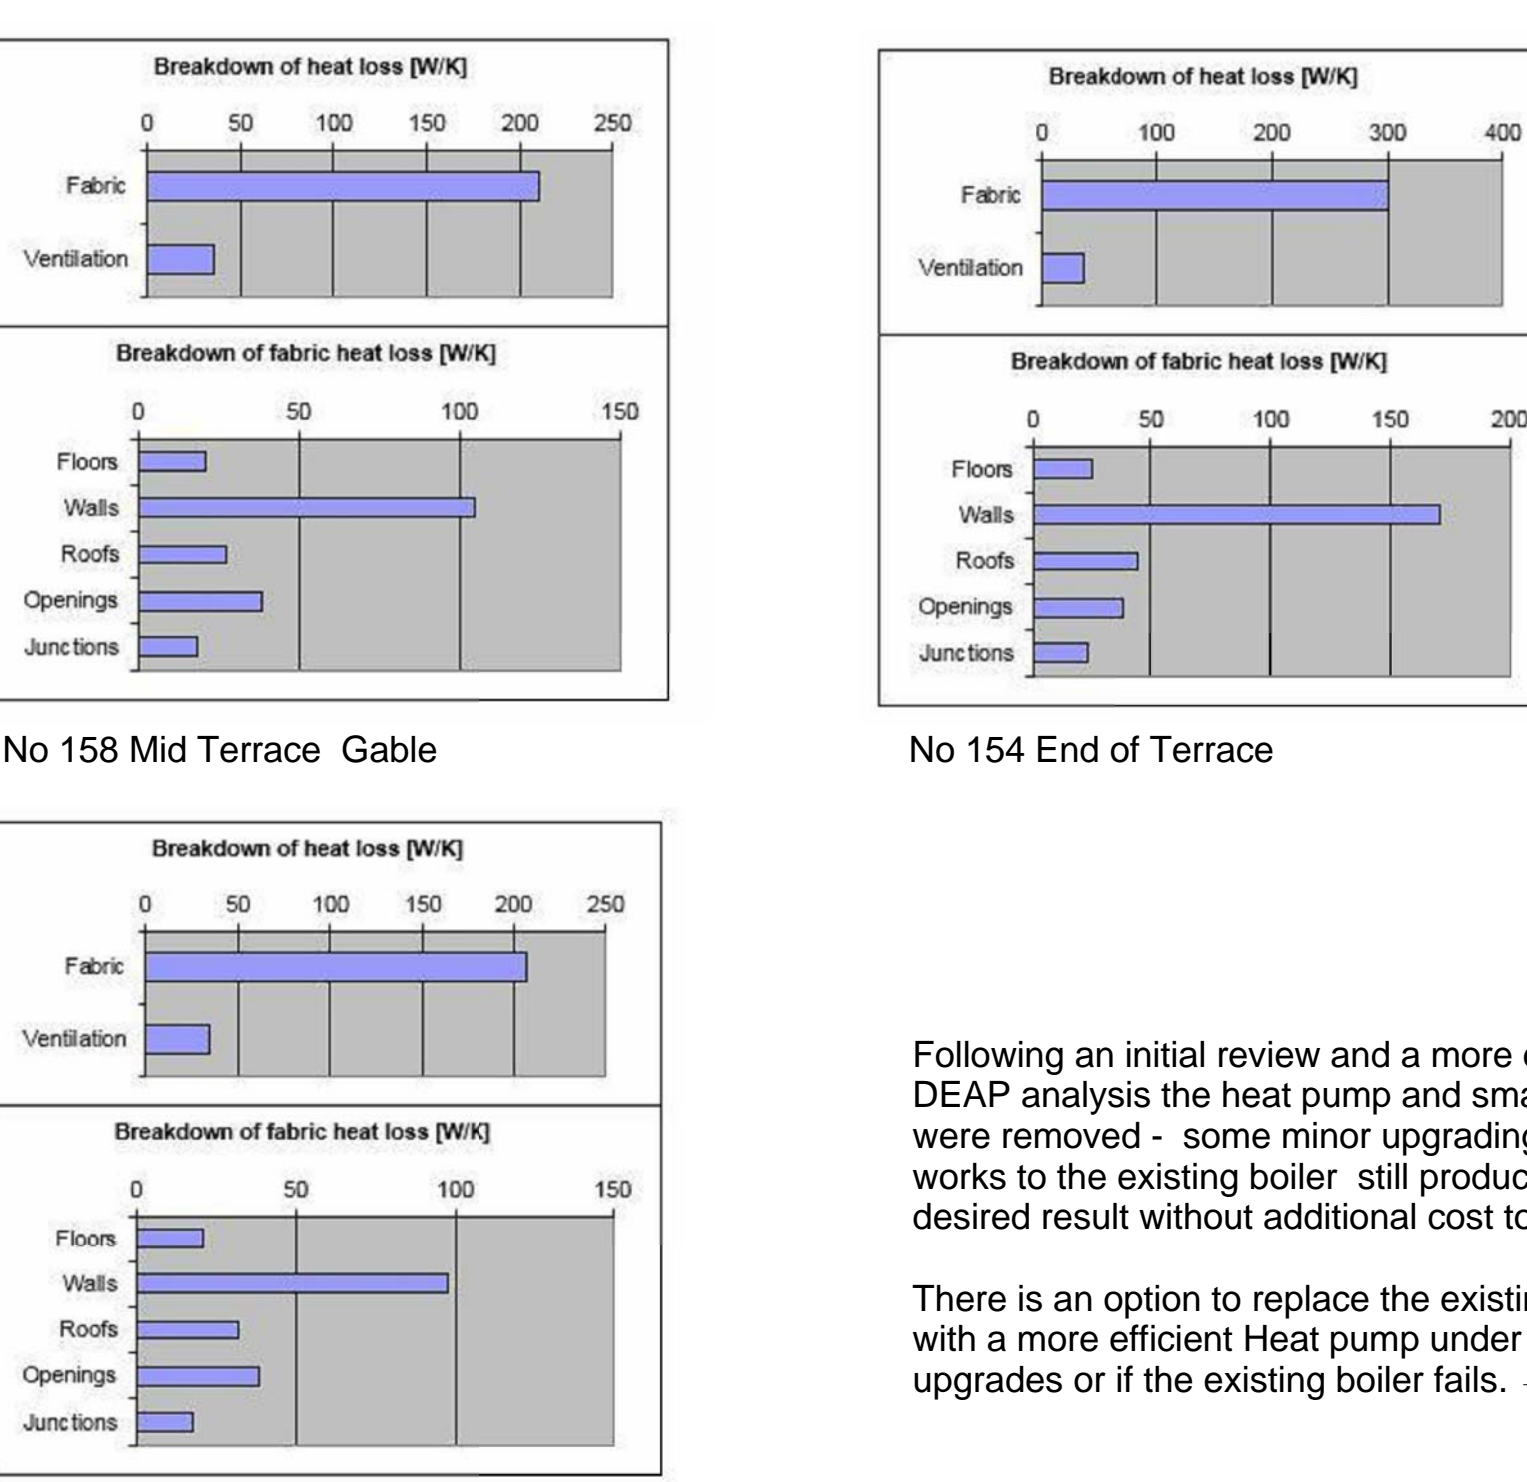 Breakdown of heat loss [W/K]
0 50 100 150 200 250
Fabric
Ventilation
Breakdown of fabric heat loss [W/K]
0 50 100 150
Floors
Walls
Roofs
Openings
Junctions
No 158 Mid Terrace Gable
Breakdown of heat loss [W/K]
0 100 200 300 400
Fabric
Ventilation
Breakdown of fabric heat loss [W/K]
0 50 100 150 200
Floors
Walls
Roofs
Openings
Junctions
No 154 End of Terrace
Breakdown of heat loss [W/K]
0 50 100 150 200 250
Fabric
Ventilation
Breakdown of fabric heat loss [W/K]
0 50 100 150
Floors
Walls
Roofs
Openings
Junctions
Following an initial review and a more
DEAP analysis the heat pump and
were removed - some minor
works to the existing boiler still
desired result without additional cost
There is an option to replace the
with a more efficient Heat pump under
upgrades or if the existing boiler fails.